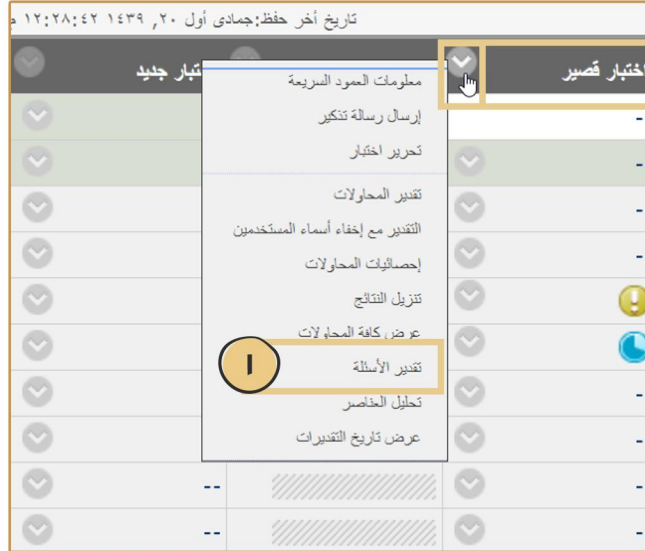 تاريخ أخر حفظ:جمادى أول ٢٠, ١٤٣٩ ١٢:٢٨:٤٢
اختبار قصير
تبار جديد
معلومات العمود السريعة
إرسال رسالة تذكير
تحرير اختبار
تقدير المحاولات
التقدير مع إخفاء أسماء المستخدمين
إحصائيات المحاولات
تنزيل النتائج
عرض كافة المحاولات
تقدير الأسئلة
١
تحليل العناصر
عرض تاريخ التقديرات
--
--